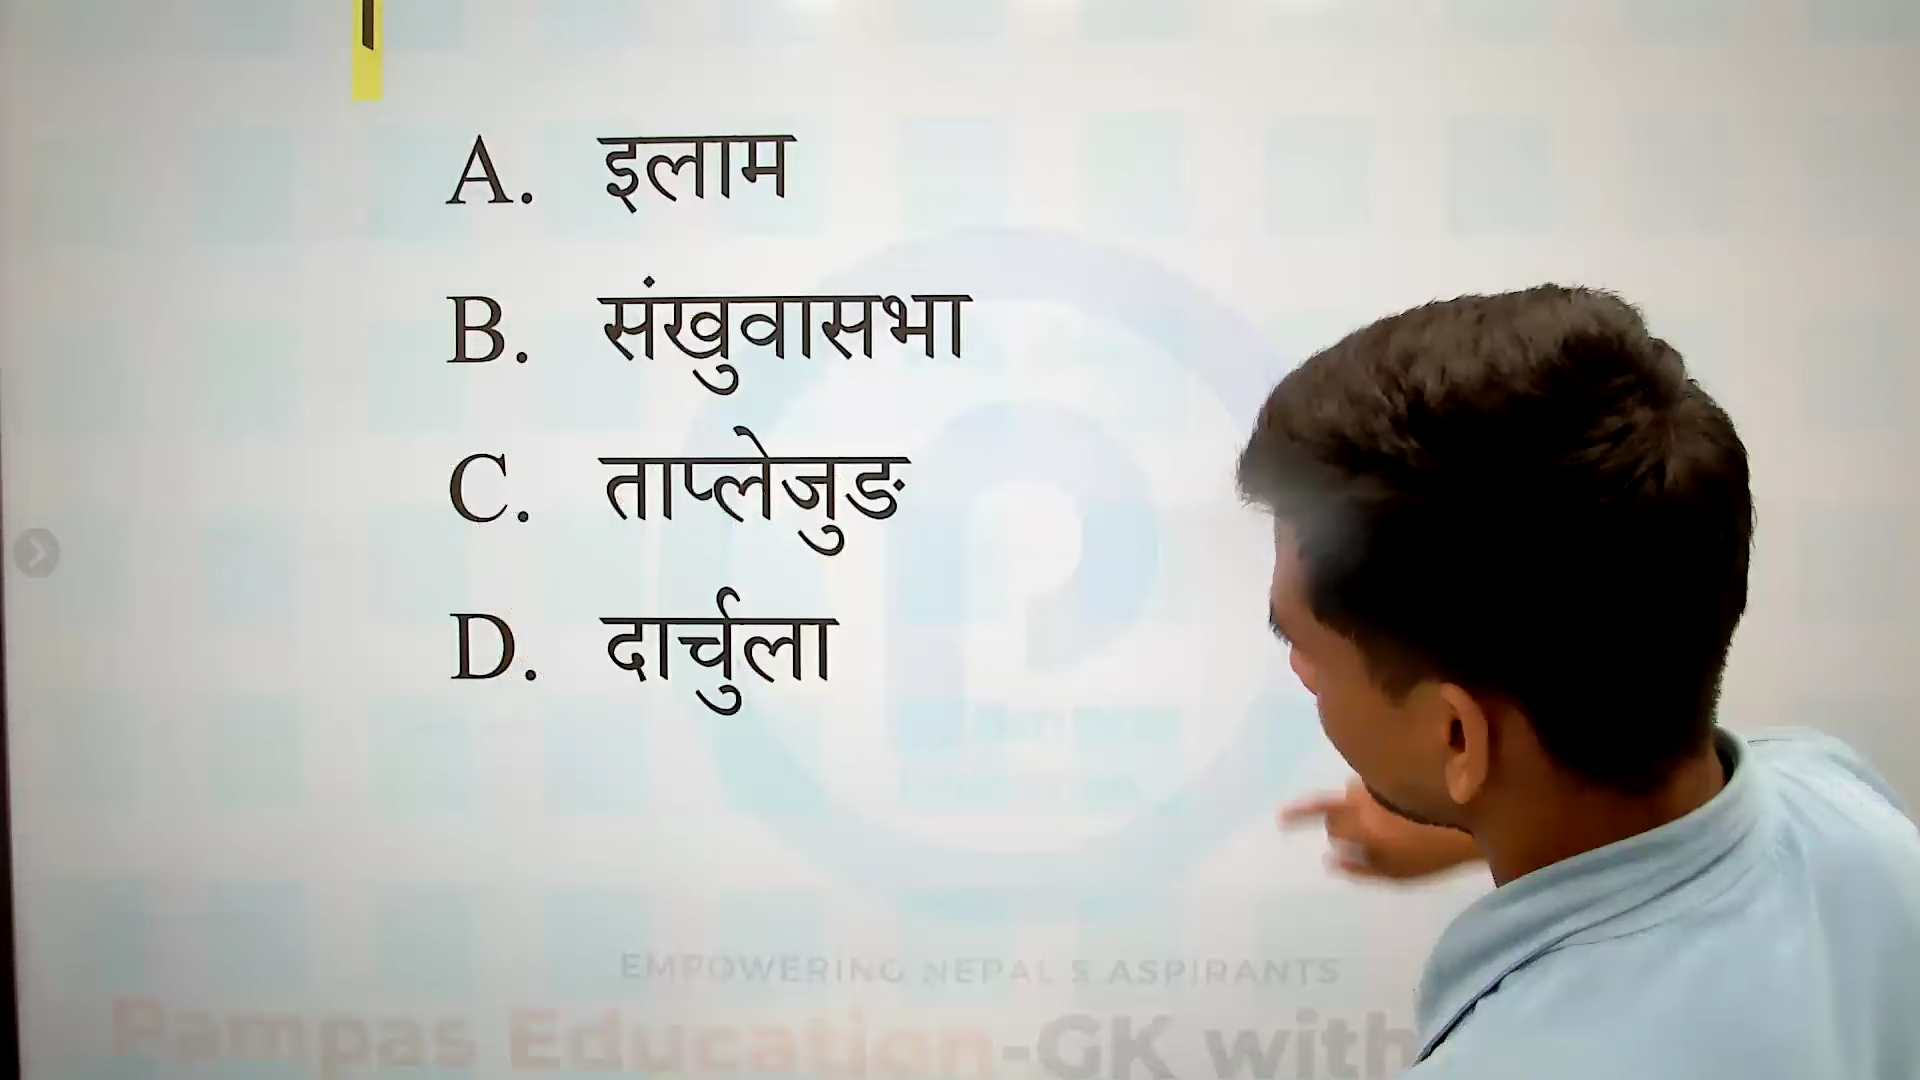 A. इलाम
B. संखुवासभा
C. ताप्लेजुङ
D. दार्चुला
EMPOWERING NEPAL'S ASPIRANTS
Pampas Education-GK with